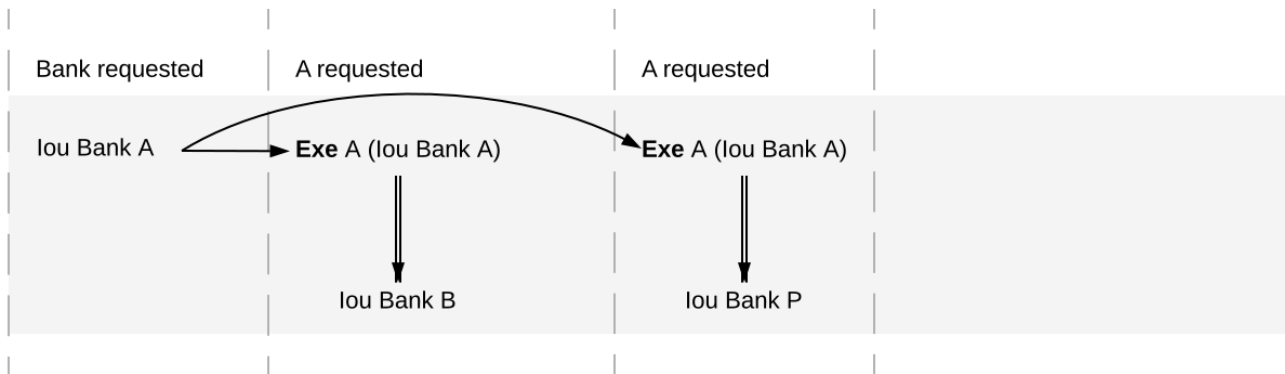 Bank requested
A requested
A requested
Iou Bank A
Exe A (Iou Bank A)
Exe A (Iou Bank A)
Iou Bank B
Iou Bank P